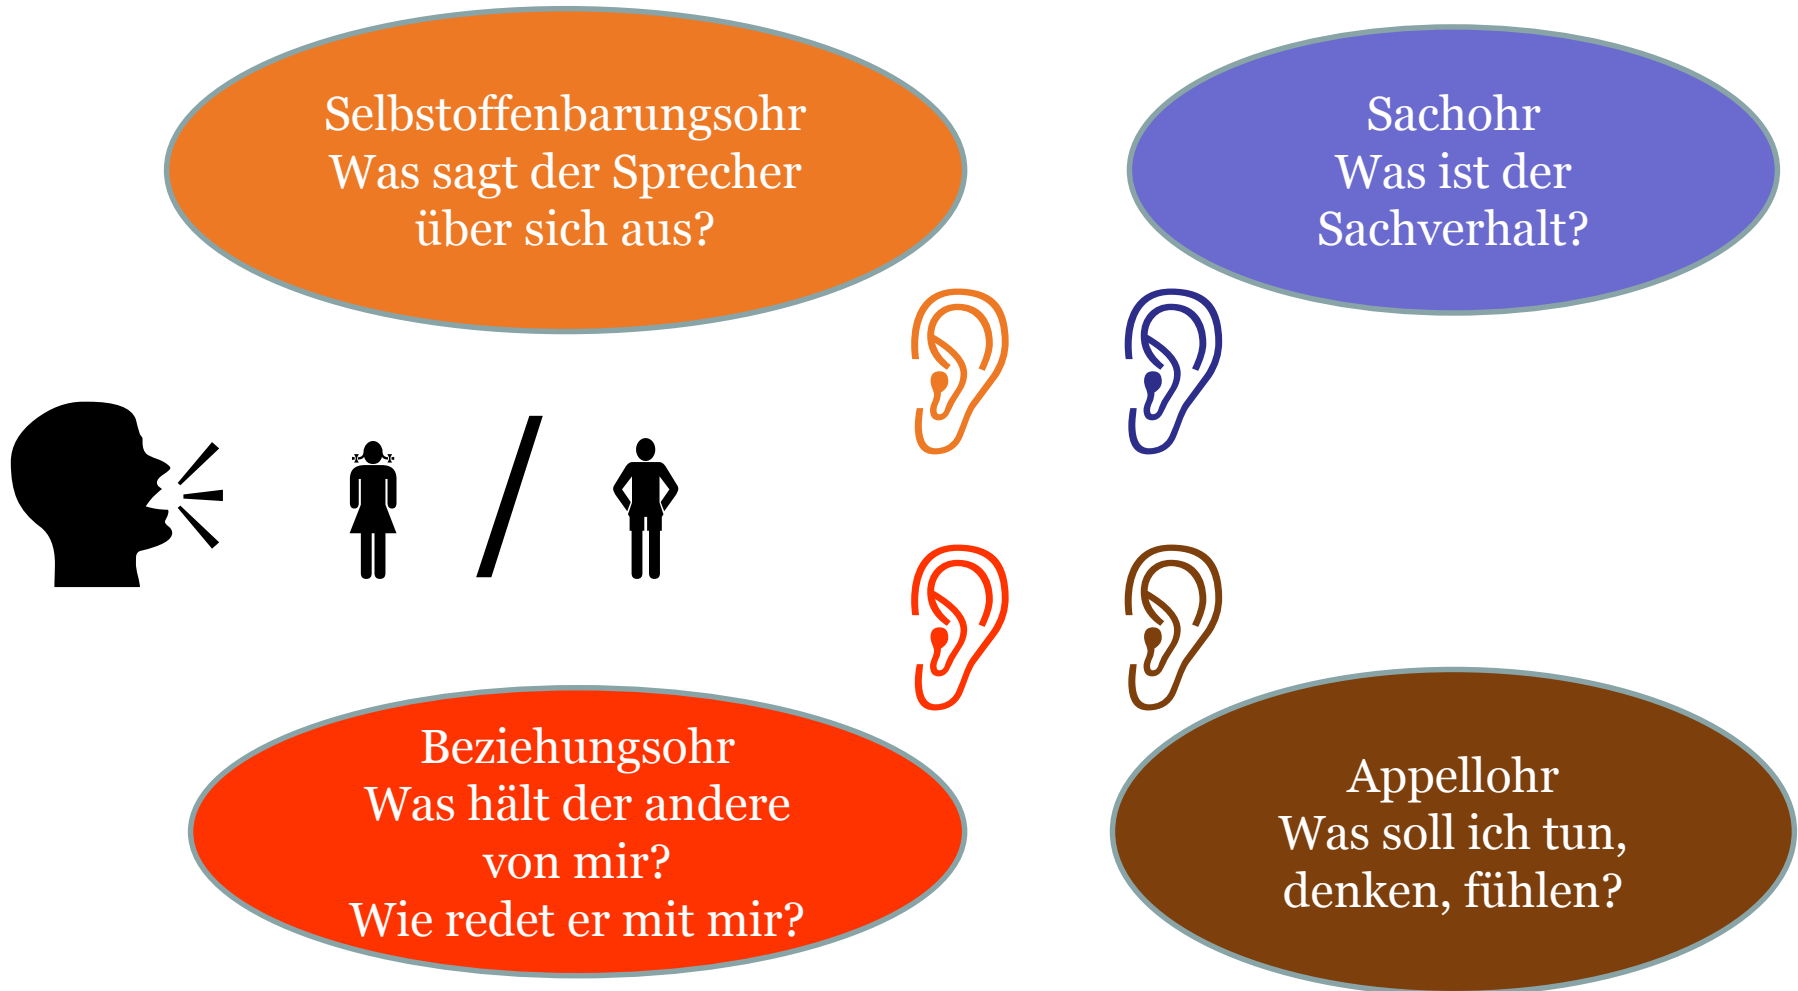 Selbstoffenbarungsohr
Was sagt der Sprecher
über sich aus?
Sachohr
Was ist der
Sachverhalt?
/
Beziehungsohr
Was hält der andere
von mir?
Wie redet er mit mir?
Appellohr
Was soll ich tun,
denken, fühlen?